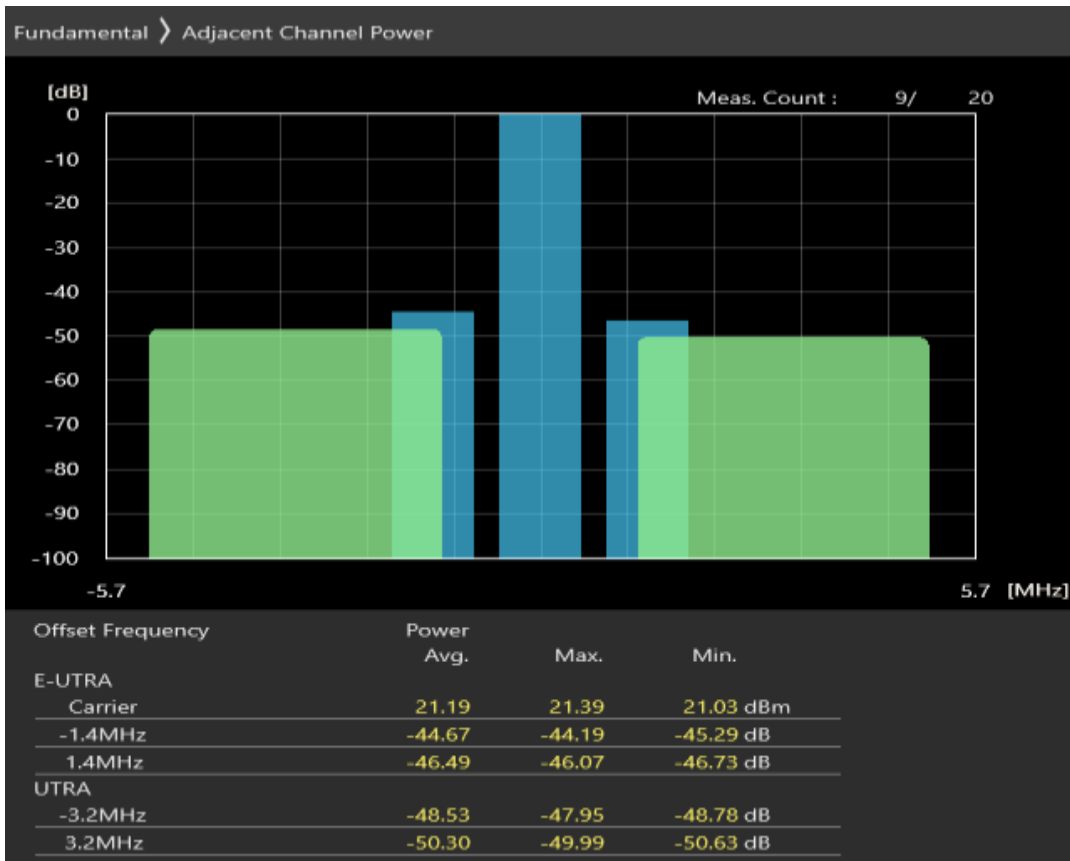 Fundamental 〉 Adjacent Channel Power
[dB]
Meas. Count : 9/ 20
0
-10
-20
-30
-40
-50
-60
-70
-80
-90
-100
-5.7 5.7 [MHz]
Offset Frequency Power
Avg. Max. Min.
E-UTRA
Carrier 21.19 21.39 21.03 dBm
-1.4MHz -44.67 -44.19 -45.29 dB
1.4MHz -46.49 -46.07 -46.73 dB
UTRA
-3.2MHz -48.53 -47.95 -48.78 dB
3.2MHz -50.30 -49.99 -50.63 dB